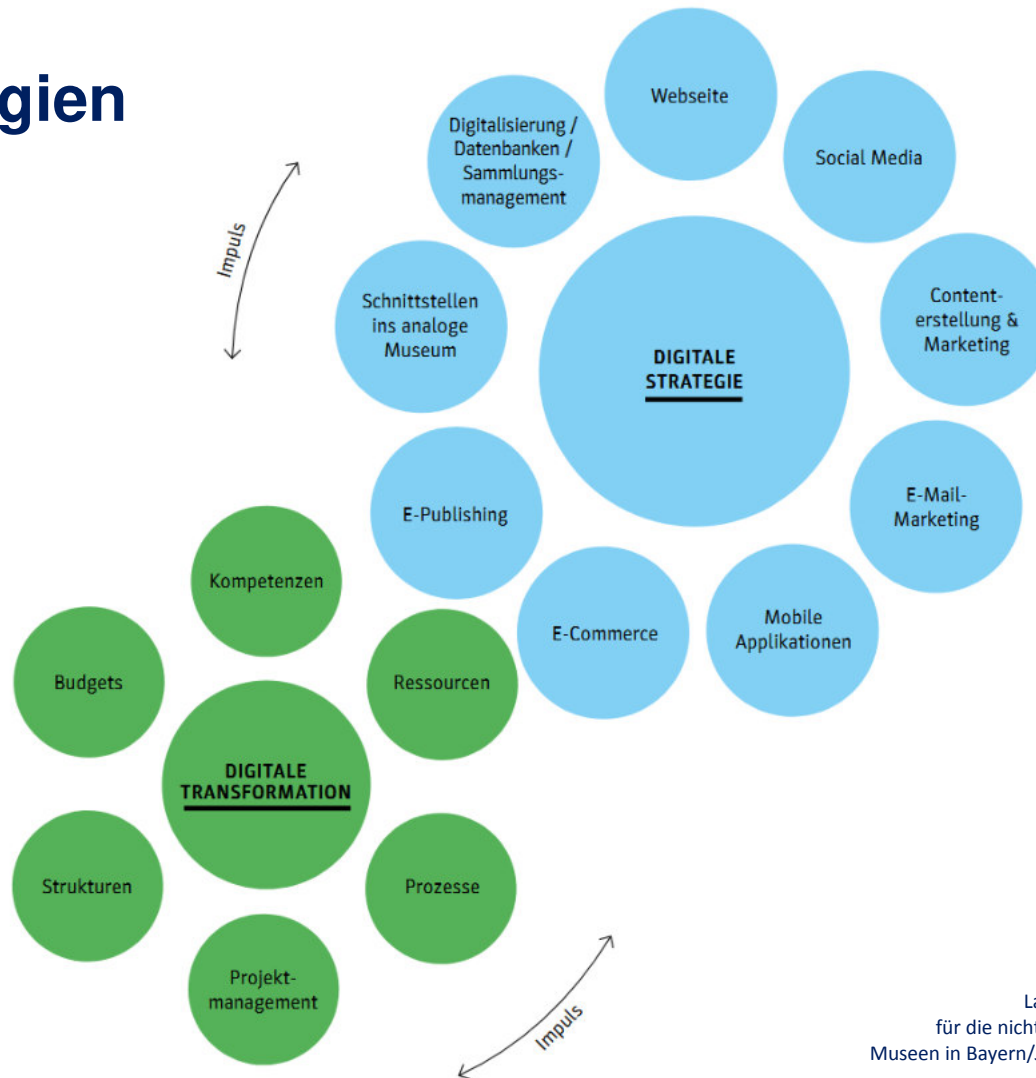 gien
Webseite
Digitalisierung /
Datenbanken /
Sammlungs-
management
Social Media
Impuls
Schnittstellen
ins analoge
Museum
Content-
erstellung &
Marketing
DIGITALE
STRATEGIE
E-Publishing
E-Mail-
Marketing
Kompetenzen
E-Commerce
Mobile
Applikationen
Budgets
Ressourcen
DIGITALE
TRANSFORMATION
Strukturen
Prozesse
Projekt-
management
Impuls
La
für die nicht
Museen in Bayern/